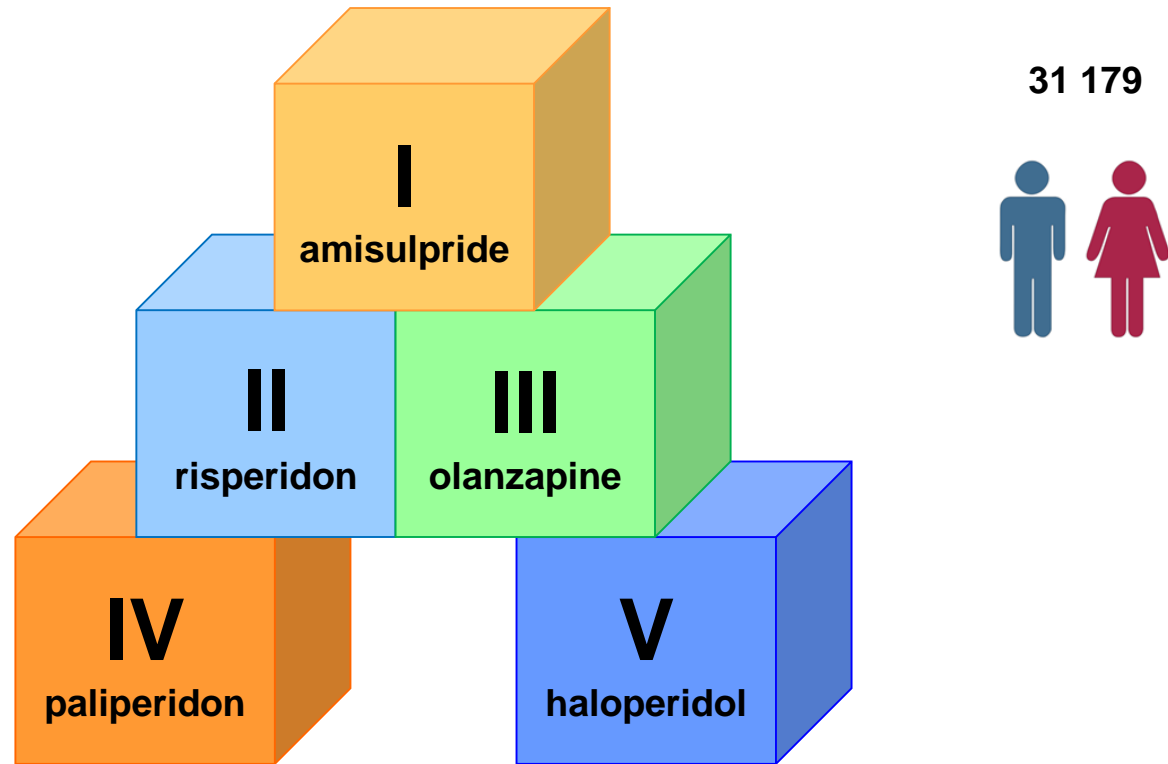 31 179
I
amisulpride
II
risperidon
III
olanzapine
IV
paliperidon
V
haloperidol